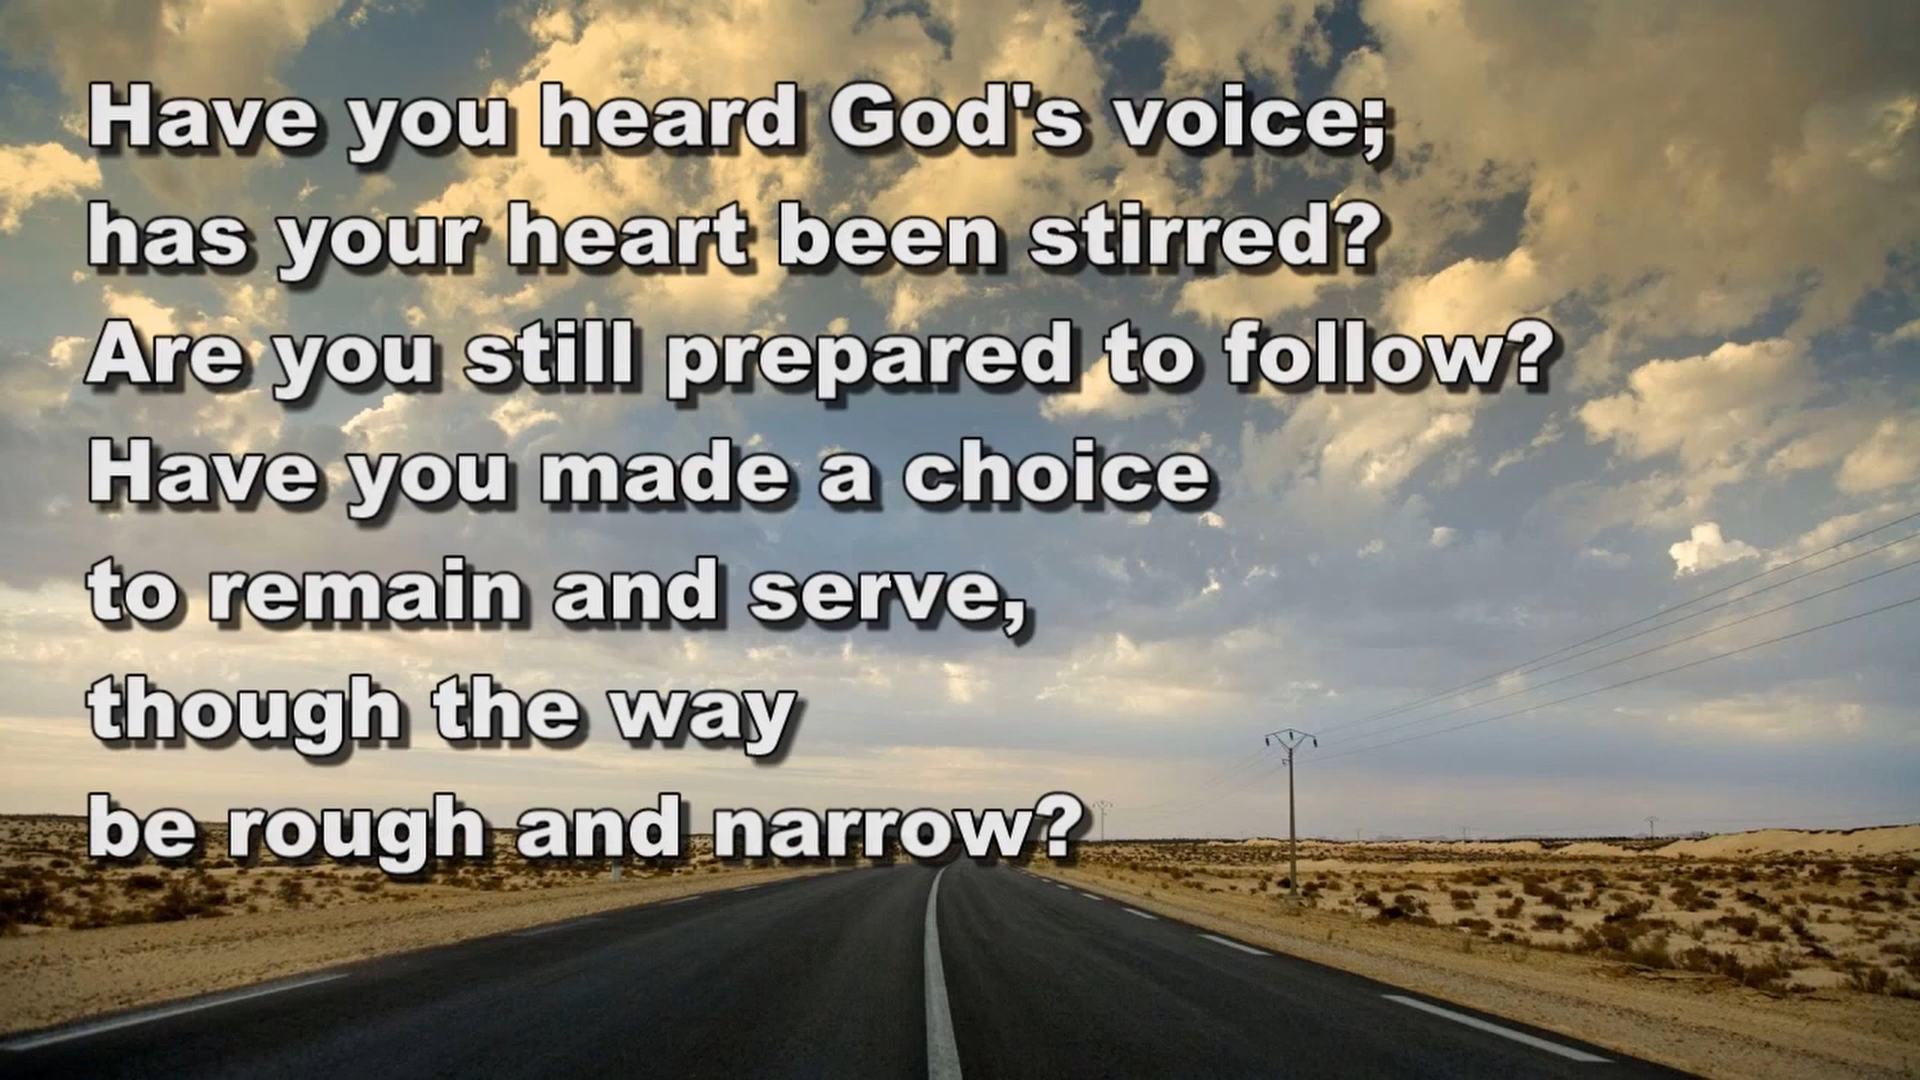 Have you heard God's voice;
has your heart been stirred?
Are you still prepared to follow?
Have you made a choice
to remain and serve,
though the way
be rough and narrow?